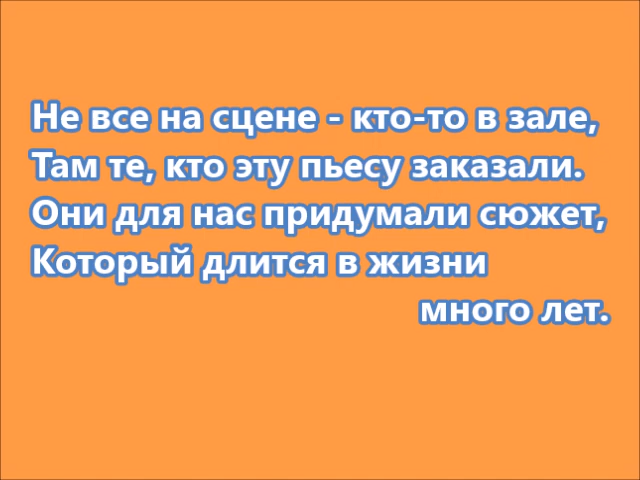 Не все на сцене - кто-то в зале,
Там те, кто эту пьесу заказали.
Они для нас придумали сюжет,
Который длится в жизни
много лет.